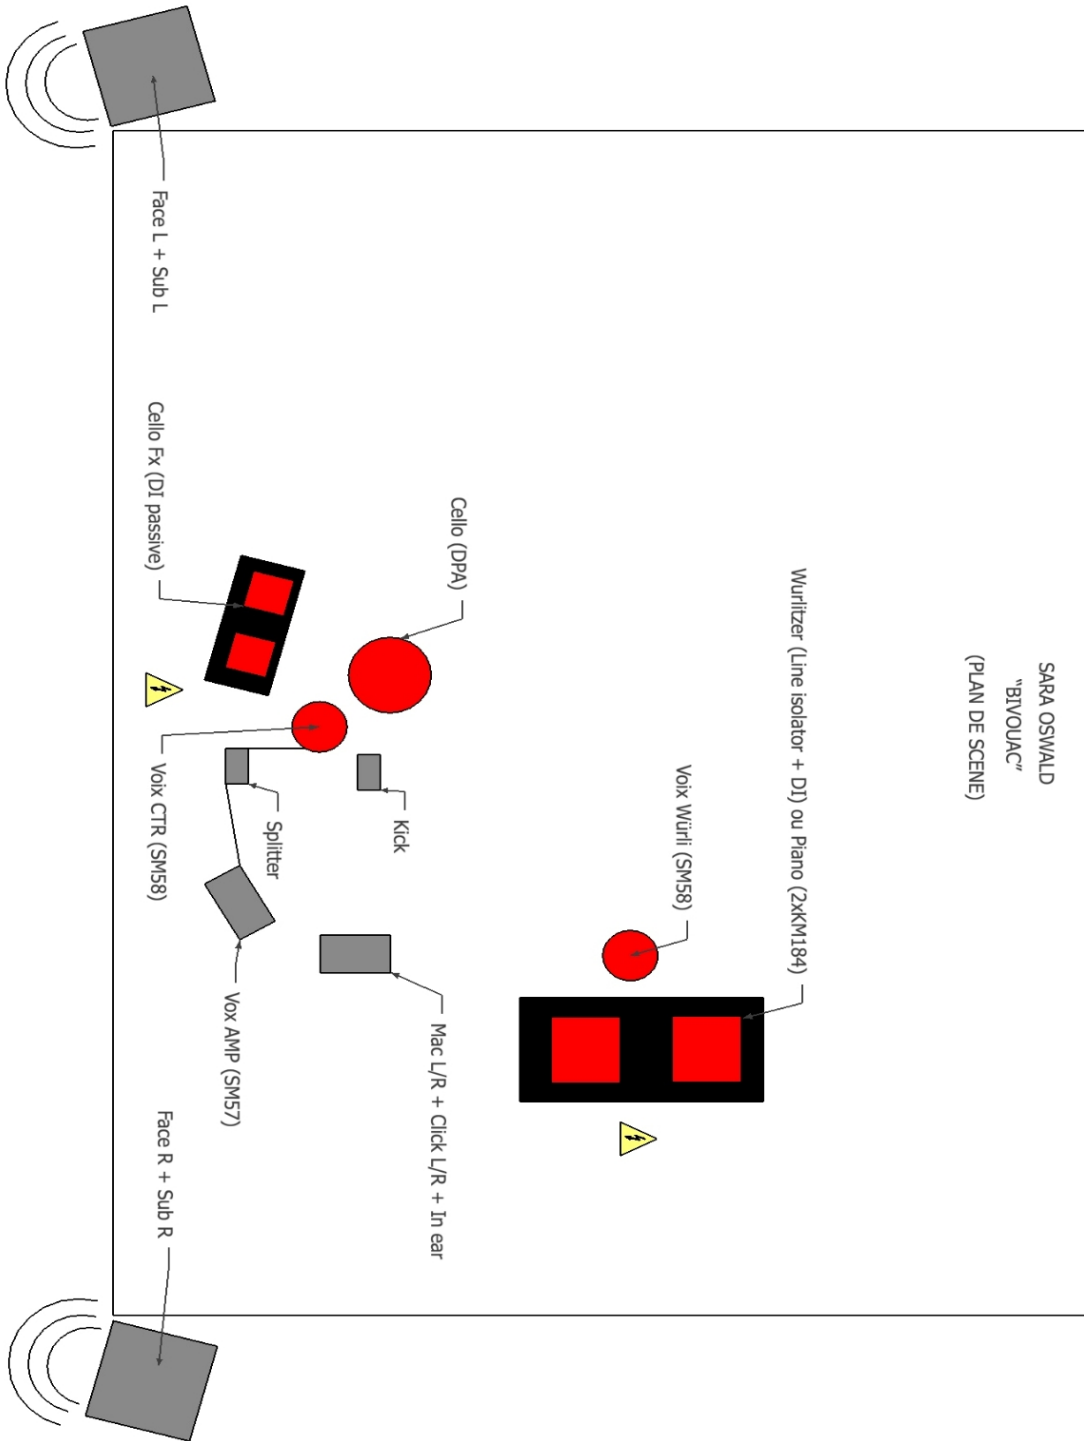 SARA OSWALD
"BIVOUAC"
(PLAN DE SCENE)
Wurlitzer (Line isolator + DI) ou Piano (2xKM184)
Voix Würli (SM58)
Cello (DPA)
Mac L/R + Click L/R + In ear
Kick
Splitter
Vox AMP (SM57)
Cello Fx (DI passive)
Voix CTR (SM58)
Face L + Sub L
Face R + Sub R